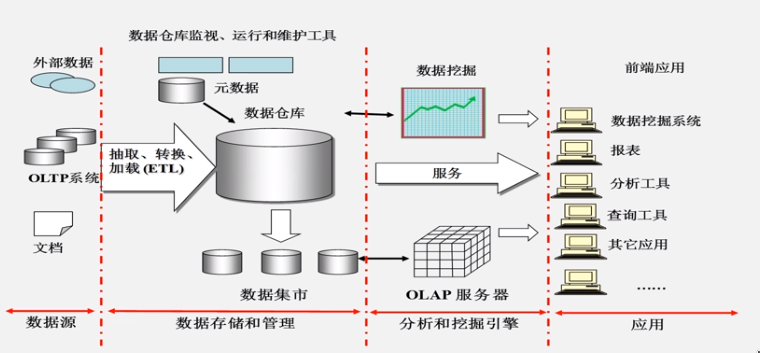 数据仓库监视、运行和维护工具
外部数据
元数据
数据仓库
数据挖掘
前端应用
抽取、转换、
加载(ETL)
OLTP系统
服务
数据挖掘系统
报表
分析工具
查询工具
其它应用
……
文档
数据集市
OLAP 服务器
数据源
数据存储和管理
分析和挖掘引擎
应用